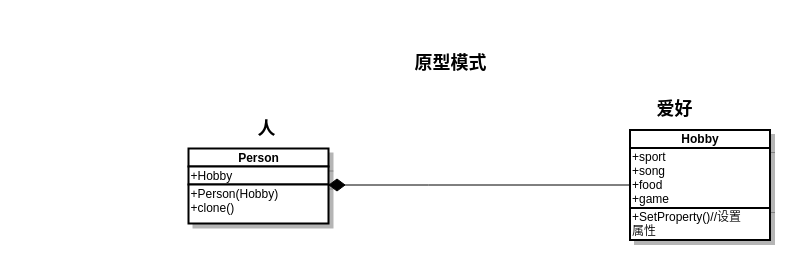 原型模式
人
爱好
Person
+Hobby
+Person(Hobby)
+clone()
Hobby
+sport
+song
+food
+game
+SetProperty()//设置
属性